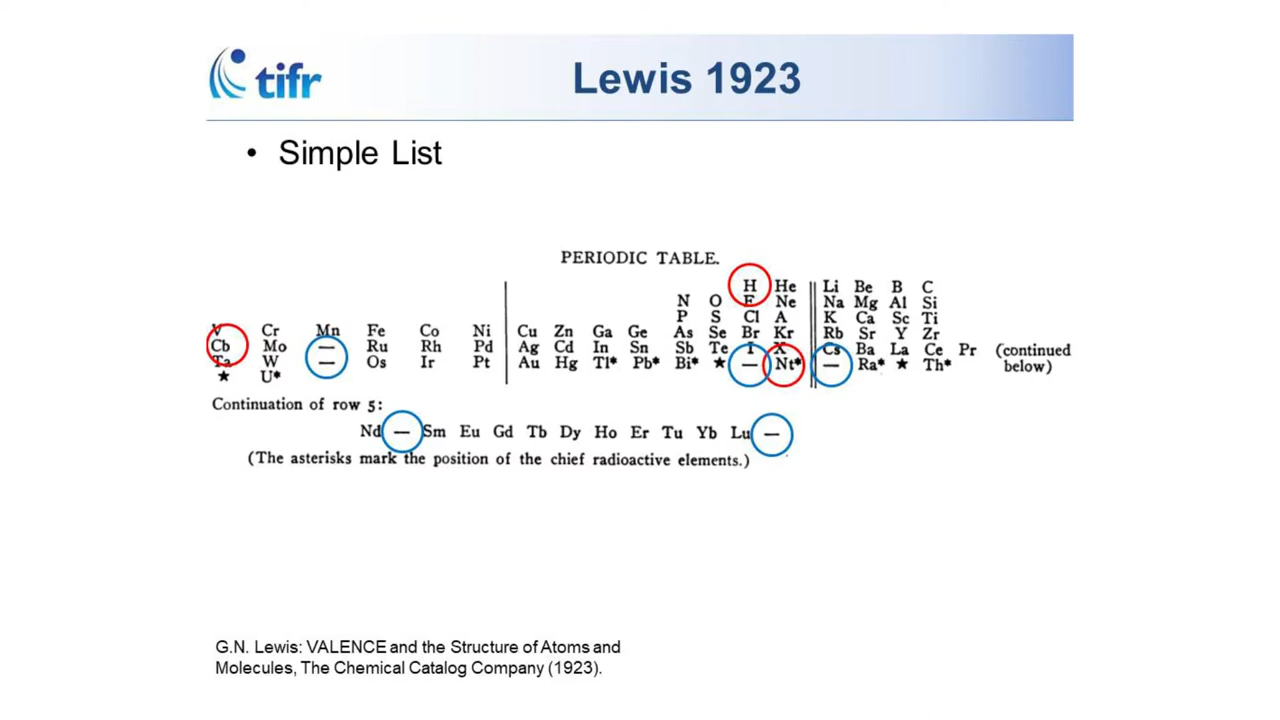 tifr
Lewis 1923
• Simple List
PERIODIC TABLE.
H He Li Be B C
N O F Ne Na Mg Al Si
P S Cl A K Ca Sc Ti
V Cr Mn Fe Co Ni Cu Zn Ga Ge As Se Br Kr Rb Sr Y Zr
Cb Mo — Ru Rh Pd Ag Cd In Sn Sb Te I X Cs Ba La Ce Pr (continued
Ta W — Os Ir Pt Au Hg Tl* Pb* Bi* ★ — Nt* — Ra* ★ Th* below)
★ U*
Continuation of row 5:
Nd — Sm Eu Gd Tb Dy Ho Er Tu Yb Lu —
(The asterisks mark the position of the chief radioactive elements.)
G.N. Lewis: VALENCE and the Structure of Atoms and
Molecules, The Chemical Catalog Company (1923).